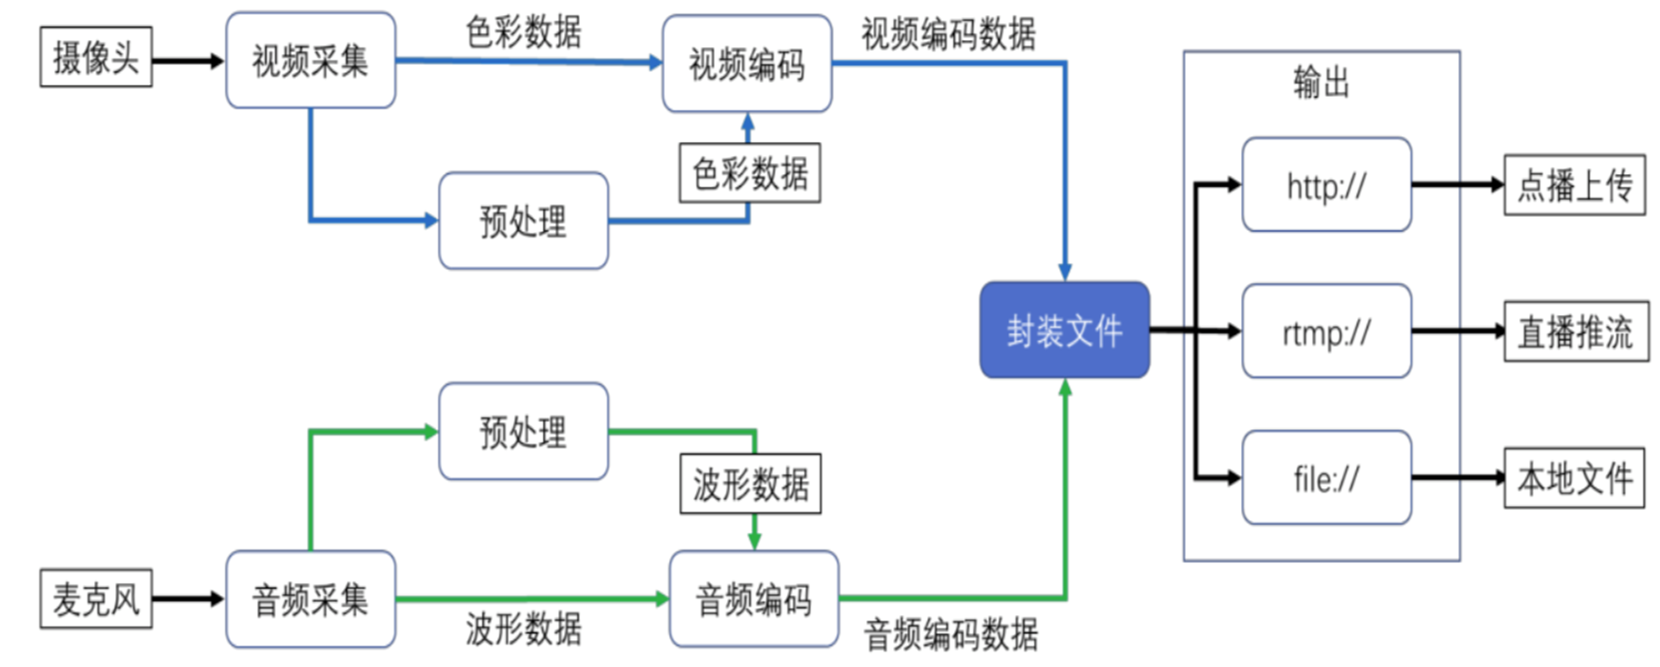 摄像头
视频采集
色彩数据
视频编码
视频编码数据
色彩数据
预处理
预处理
波形数据
麦克风
音频采集
波形数据
音频编码
音频编码数据
封装文件
输出
http://
点播上传
rtmp://
直播推流
file://
本地文件